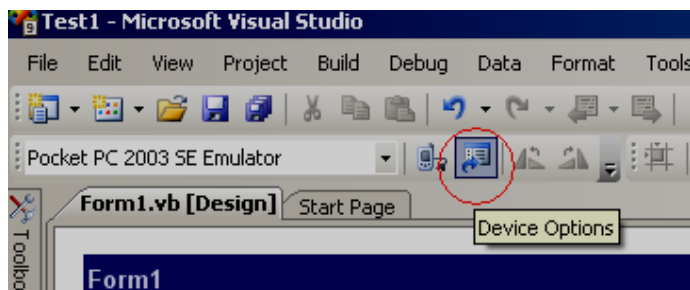 Test1 - Microsoft Visual Studio
File Edit View Project Build Debug Data Format Tools
Pocket PC 2003 SE Emulator
Form1.vb [Design] Start Page
Device Options
Toolbo
Form1